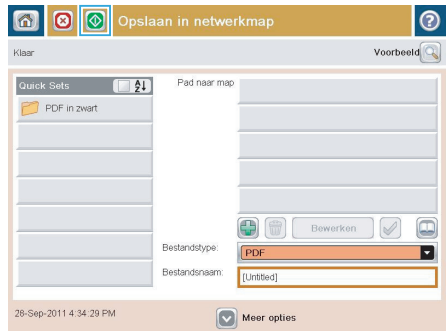 Opslaan in netwerkmap
Klaar
Voorbeeld
Quick Sets
Pad naar map
PDF in zwart
Bewerken
Bestandstype:
PDF
Bestandsnaam:
[Untitled]
28-Sep-2011 4:34:29 PM
Meer opties